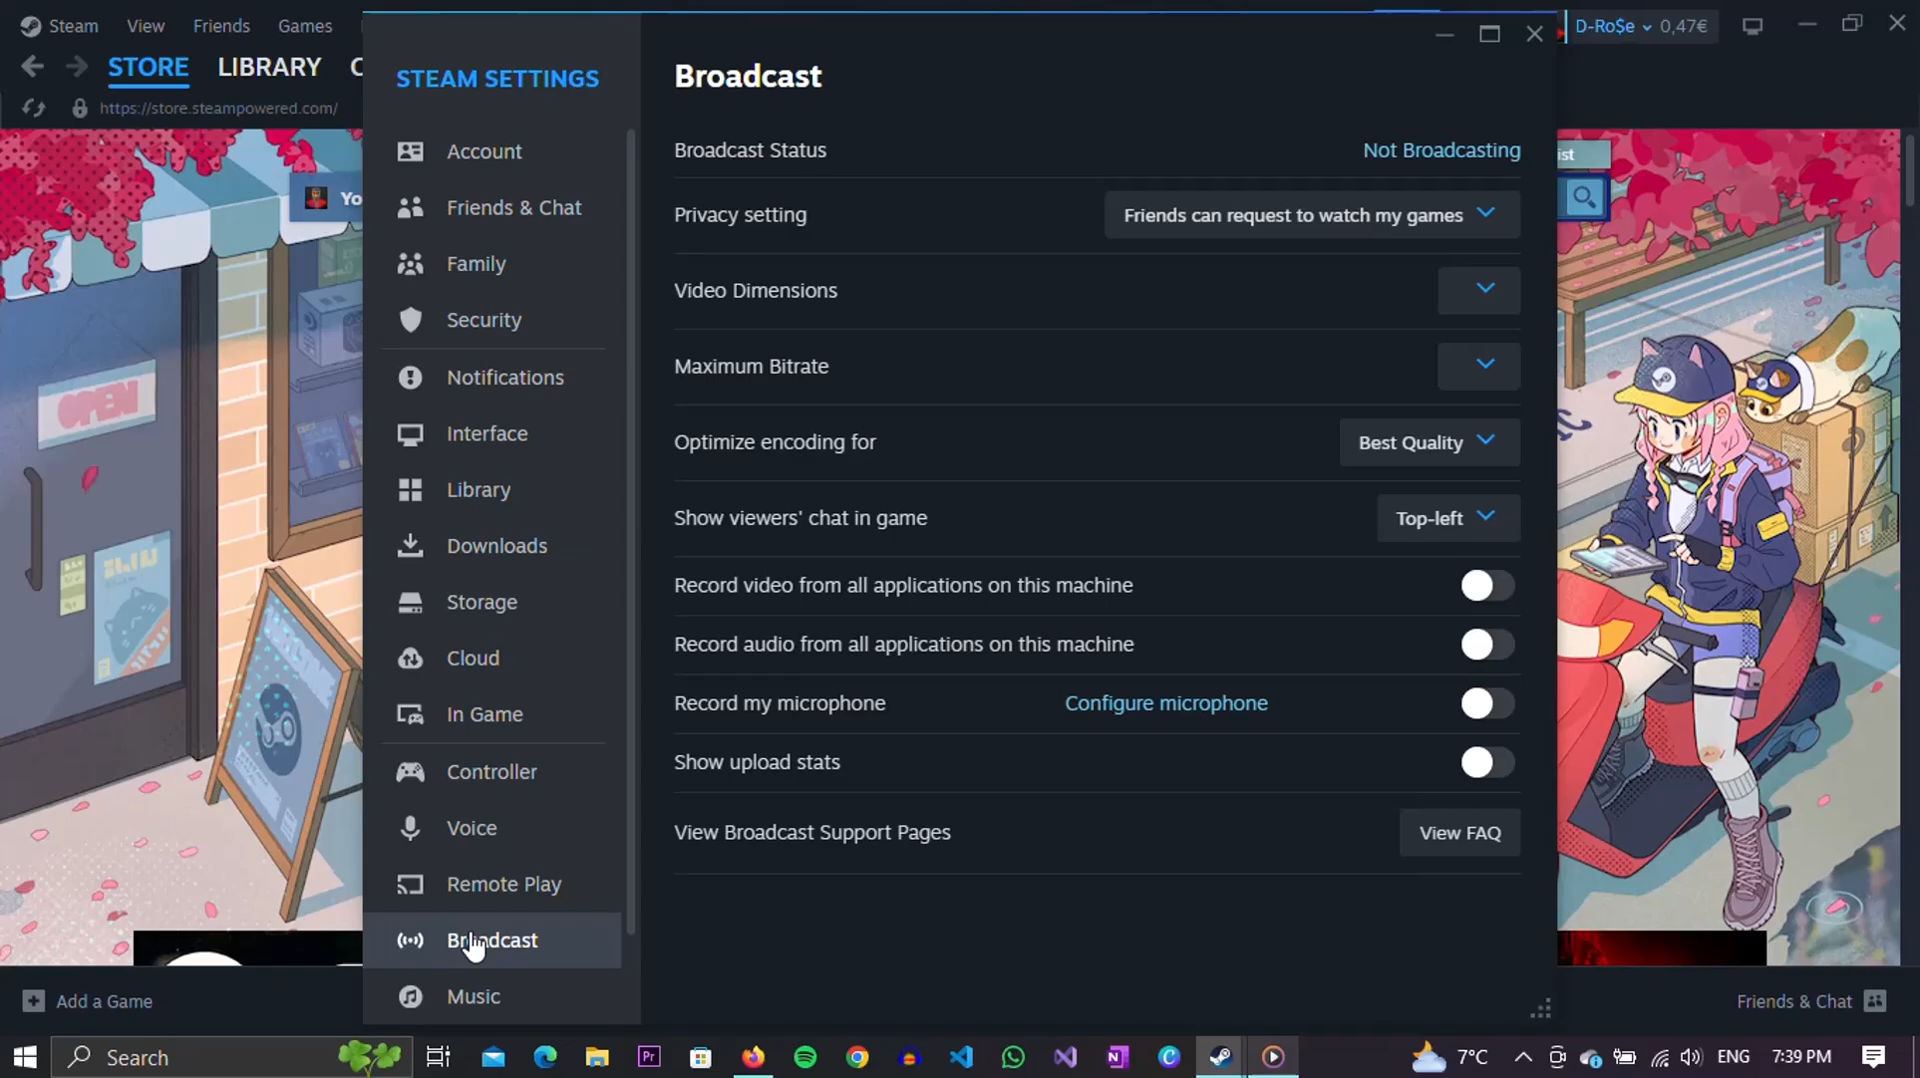 Steam View Friends Games
D-Ro$e 0,47€
STORE LIBRARY C
https://store.steampowered.com/
STEAM SETTINGS
Account
Friends & Chat
Family
Security
Notifications
Interface
Library
Downloads
Storage
Cloud
In Game
Controller
Voice
Remote Play
Broadcast
Music
Broadcast
Broadcast Status Not Broadcasting
Privacy setting Friends can request to watch my games
Video Dimensions
Maximum Bitrate
Optimize encoding for Best Quality
Show viewers' chat in game Top-left
Record video from all applications on this machine
Record audio from all applications on this machine
Record my microphone Configure microphone
Show upload stats
View Broadcast Support Pages View FAQ
Yo
ist
OPEN
Add a Game
Friends & Chat
Search
Pr
N
7°C
ENG
7:39 PM